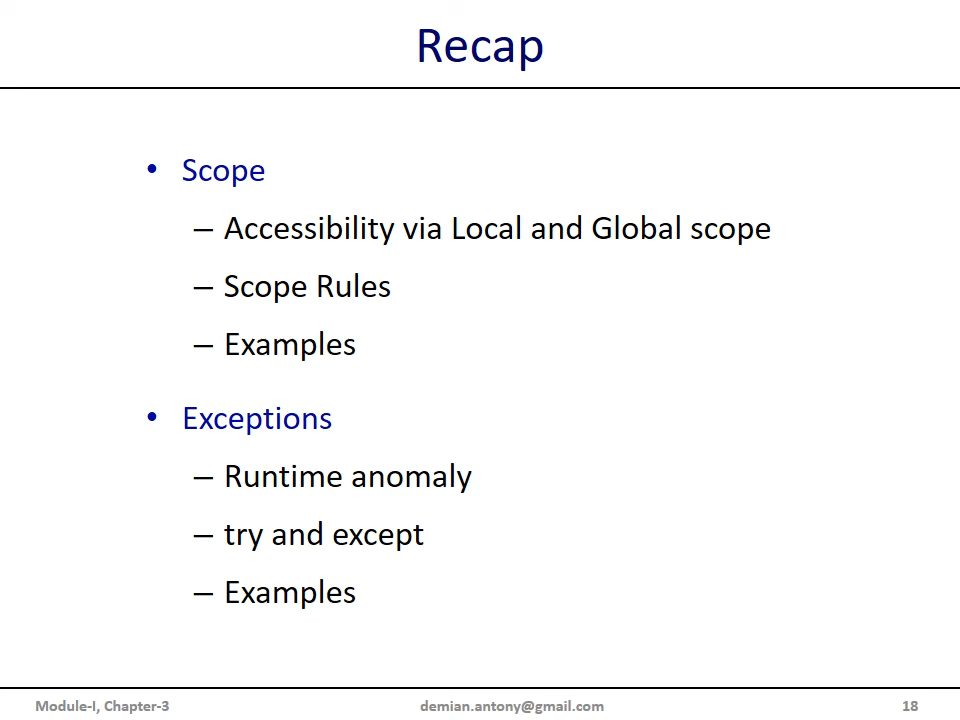 Recap
• Scope
– Accessibility via Local and Global scope
– Scope Rules
– Examples
• Exceptions
– Runtime anomaly
– try and except
– Examples
Module-I, Chapter-3 demian.antony@gmail.com 18